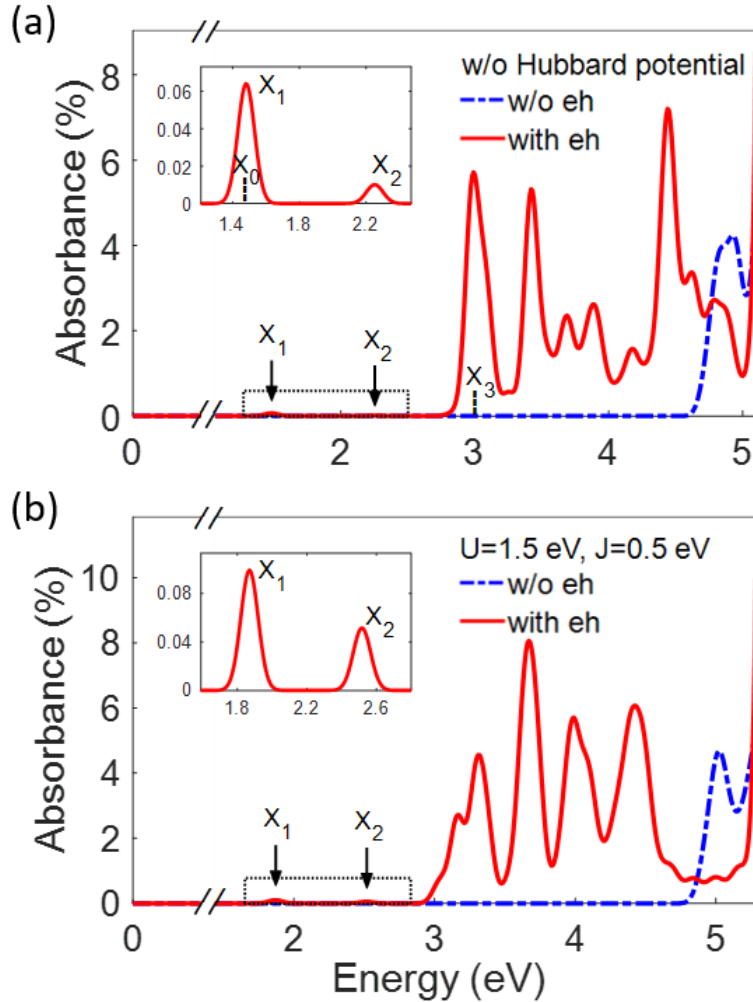 (a)
Absorbance (%)
8
6
4
2
0
w/o Hubbard potential
w/o eh
with eh
0.06
0.04
0.02
0
X1
X0
X2
1.4 1.8 2.2
X1
X2
X3
0 2 3 4 5
(b)
Absorbance (%)
10
8
6
4
2
0
U=1.5 eV, J=0.5 eV
w/o eh
with eh
0.08
0.04
0
X1
X2
1.8 2.2 2.6
X1
X2
0 2 3 4 5
Energy (eV)